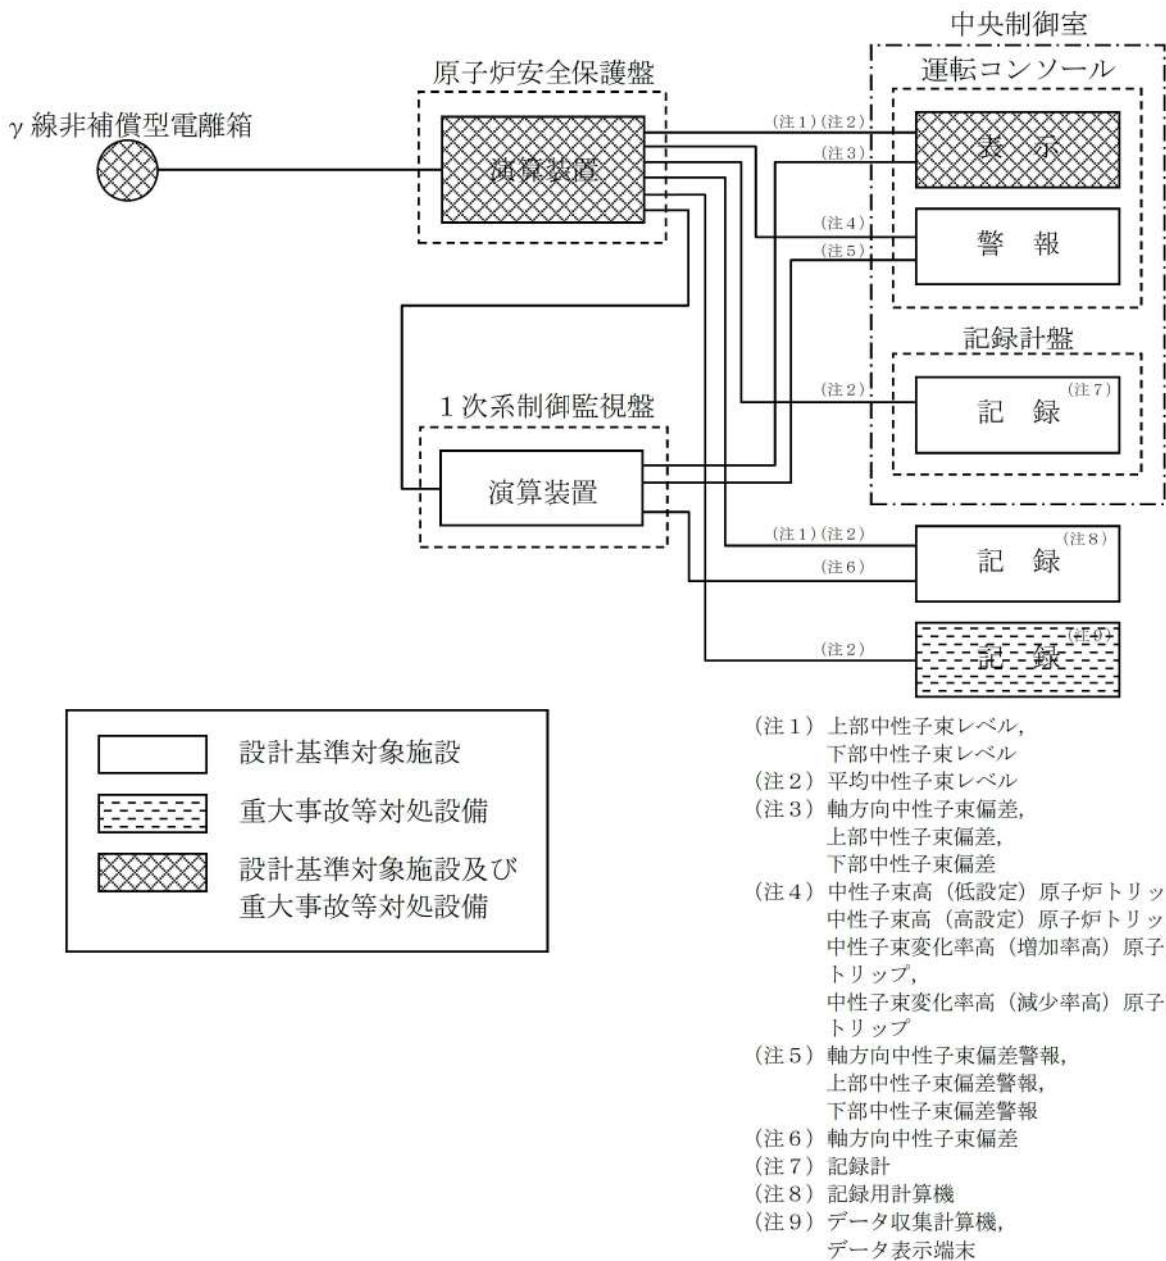 中央制御室
運転コンソール
原子炉安全保護盤
γ線非補償型電離箱
演算装置
(注1)(注2)
表 示
(注3)
(注4)
警 報
(注5)
記録計盤
(注2)
(注7)
記 録
1次系制御監視盤
演算装置
(注1)(注2)
(注8)
記 録
(注6)
(注9)
記 録
(注2)
設計基準対象施設
重大事故等対処設備
設計基準対象施設及び
重大事故等対処設備
(注1) 上部中性子束レベル,
下部中性子束レベル
(注2) 平均中性子束レベル
(注3) 軸方向中性子束偏差,
上部中性子束偏差,
下部中性子束偏差
(注4) 中性子束高(低設定)原子炉トリッ
中性子束高(高設定)原子炉トリッ
中性子束変化率高(増加率高)原子
トリップ,
中性子束変化率高(減少率高)原子
トリップ
(注5) 軸方向中性子束偏差警報,
上部中性子束偏差警報,
下部中性子束偏差警報
(注6) 軸方向中性子束偏差
(注7) 記録計
(注8) 記録用計算機
(注9) データ収集計算機,
データ表示端末